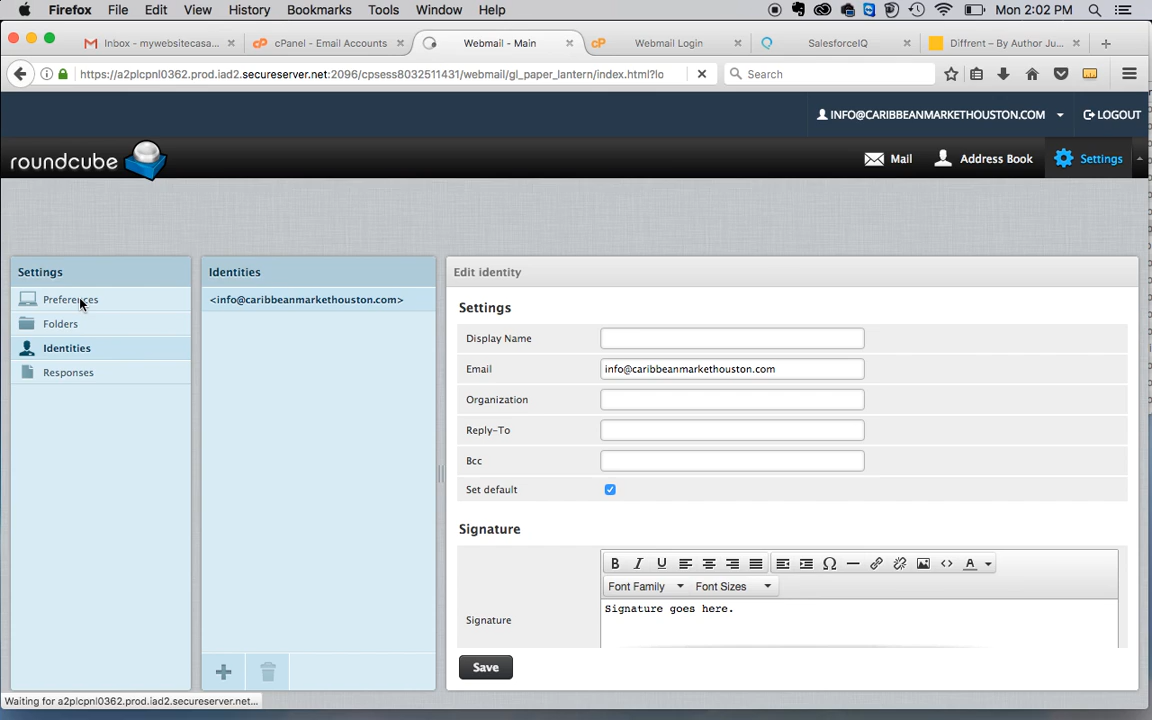 Firefox File Edit View History Bookmarks Tools Window Help Mon 2:02 PM
Inbox - mywebsitecasa... cPanel - Email Accounts Webmail - Main Webmail Login SalesforceIQ Diffrent – By Author Ju...
https://a2plcpnl0362.prod.iad2.secureserver.net:2096/cpsess8032511431/webmail/gl_paper_lantern/index.html?lo Search
INFO@CARIBBEANMARKETHOUSTON.COM LOGOUT
roundcube Mail Address Book Settings
Settings Identities Edit identity
Preferences <info@caribbeanmarkethouston.com> Settings
Folders
Display Name
Identities
Email info@caribbeanmarkethouston.com
Responses
Organization
Reply-To
Bcc
Set default
Signature
B I U A
Font Family Font Sizes
Signature goes here.
Signature
Save
Waiting for a2plcpnl0362.prod.iad2.secureserver.net...